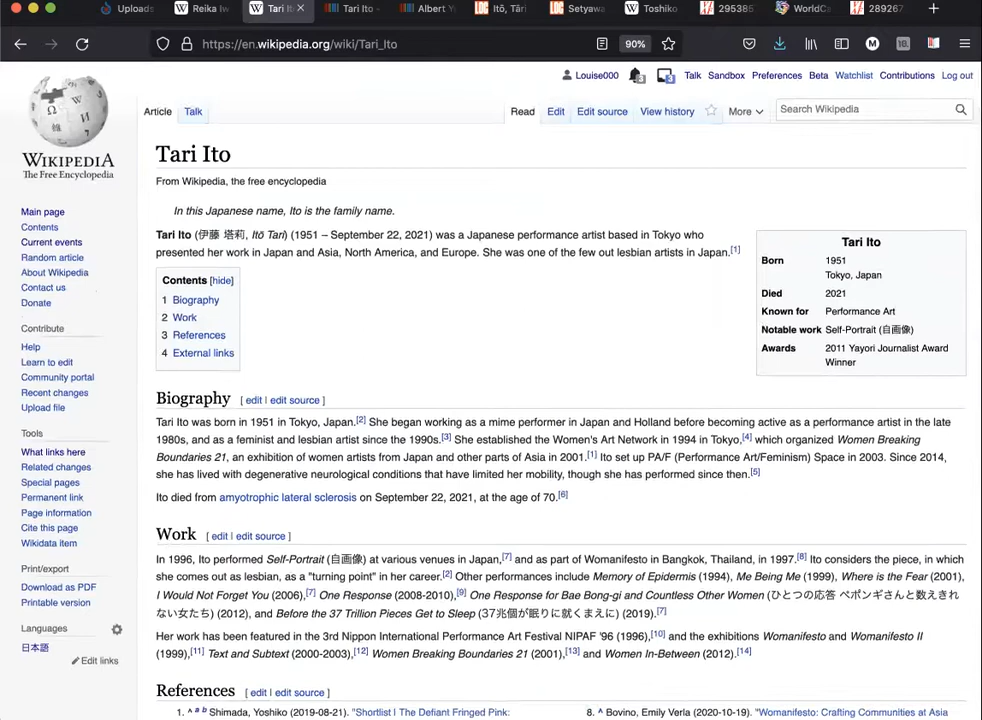 Uploads
Reika Iw
Tari It
Tari Ito -
Albert Y
Itō, Tāri
Setyawa
Toshiko
295385
WorldCa
289267
https://en.wikipedia.org/wiki/Tari_Ito
90%
Louise000
Talk
Sandbox
Preferences
Beta
Watchlist
Contributions
Log out
Article
Talk
Read
Edit
Edit source
View history
More
Search Wikipedia
WIKIPEDIA
The Free Encyclopedia
Main page
Contents
Current events
Random article
About Wikipedia
Contact us
Donate
Contribute
Help
Learn to edit
Community portal
Recent changes
Upload file
Tools
What links here
Related changes
Special pages
Permanent link
Page information
Cite this page
Wikidata item
Print/export
Download as PDF
Printable version
Languages
日本語
Edit links
Tari Ito
From Wikipedia, the free encyclopedia
In this Japanese name, Ito is the family name.
Tari Ito (伊藤 塔莉, Itō Tari) (1951 – September 22, 2021) was a Japanese performance artist based in Tokyo who
presented her work in Japan and Asia, North America, and Europe. She was one of the few out lesbian artists in Japan.[1]
Tari Ito
Born 1951
Tokyo, Japan
Died 2021
Known for Performance Art
Notable work Self-Portrait (自画像)
Awards 2011 Yayori Journalist Award
Winner
Contents [hide]
1 Biography
2 Work
3 References
4 External links
Biography [ edit | edit source ]
Tari Ito was born in 1951 in Tokyo, Japan.[2] She began working as a mime performer in Japan and Holland before becoming active as a performance artist in the late
1980s, and as a feminist and lesbian artist since the 1990s.[3] She established the Women's Art Network in 1994 in Tokyo,[4] which organized Women Breaking
Boundaries 21, an exhibition of women artists from Japan and other parts of Asia in 2001.[1] Ito set up PA/F (Performance Art/Feminism) Space in 2003. Since 2014,
she has lived with degenerative neurological conditions that have limited her mobility, though she has performed since then.[5]
Ito died from amyotrophic lateral sclerosis on September 22, 2021, at the age of 70.[6]
Work [ edit | edit source ]
In 1996, Ito performed Self-Portrait (自画像) at various venues in Japan,[7] and as part of Womanifesto in Bangkok, Thailand, in 1997.[8] Ito considers the piece, in which
she comes out as lesbian, as a "turning point" in her career.[2] Other performances include Memory of Epidermis (1994), Me Being Me (1999), Where is the Fear (2001),
I Would Not Forget You (2006),[7] One Response (2008-2010),[9] One Response for Bae Bong-gi and Countless Other Women (ひとつの応答 ペポンギさんと数えきれ
ない女たち) (2012), and Before the 37 Trillion Pieces Get to Sleep (37兆個が眠りに就くまえに) (2019).[7]
Her work has been featured in the 3rd Nippon International Performance Art Festival NIPAF '96 (1996),[10] and the exhibitions Womanifesto and Womanifesto II
(1999),[11] Text and Subtext (2000-2003),[12] Women Breaking Boundaries 21 (2001),[13] and Women In-Between (2012).[14]
References [ edit | edit source ]
1. ^ a b Shimada, Yoshiko (2019-08-21). "Shortlist | The Defiant Fringed Pink:
8. ^ Bovino, Emily Verla (2020-10-19). "Womanifesto: Crafting Communities at Asia